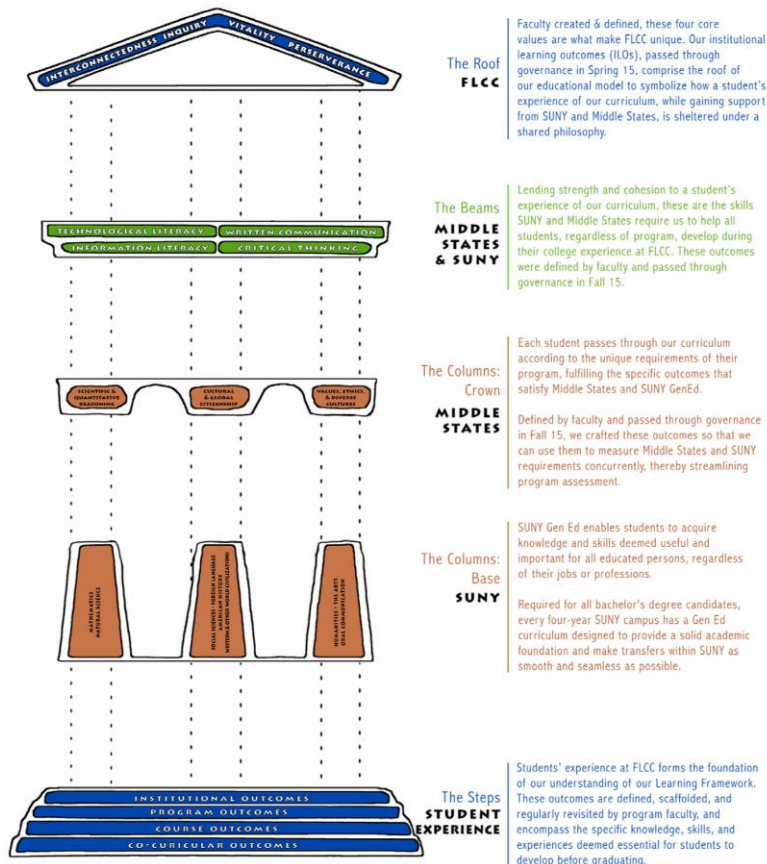 INTERCONNECTEDNESS INQUIRY VITALITY PERSERVERANCE
The Roof
FLCC
Faculty created & defined, these four core
values are what make FLCC unique. Our institutional
learning outcomes (ILOs), passed through
governance in Spring 15, comprise the roof of
our educational model to symbolize how a student's
experience of our curriculum, while gaining support
from SUNY and Middle States, is sheltered under a
shared philosophy.
TECHNOLOGICAL LITERACY WRITTEN COMMUNICATION
INFORMATION LITERACY CRITICAL THINKING
The Beams
MIDDLE
STATES
& SUNY
Lending strength and cohesion to a student's
experience of our curriculum, these are the skills
SUNY and Middle States require us to help all
students, regardless of program, develop during
their college experience at FLCC. These outcomes
were defined by faculty and passed through
governance in Fall 15.
SCIENTIFIC &
QUANTITATIVE
REASONING
CULTURAL
& GLOBAL
CITIZENSHIP
VALUES, ETHICS,
& DIVERSE
CULTURES
The Columns:
Crown
MIDDLE
STATES
Each student passes through our curriculum
according to the unique requirements of their
program, fulfilling the specific outcomes that
satisfy Middle States and SUNY GenEd.
Defined by faculty and passed through governance
in Fall 15, we crafted these outcomes so that we
can use them to measure Middle States and SUNY
requirements concurrently, thereby streamlining
program assessment.
MATHEMATICS
NATURAL SCIENCE
SOCIAL SCIENCES · FOREIGN LANGUAGE
AMERICAN HISTORY
WESTERN & OTHER WORLD CIVILIZATIONS
HUMANITIES · THE ARTS
ORAL COMMUNICATION
The Columns:
Base
SUNY
SUNY Gen Ed enables students to acquire
knowledge and skills deemed useful and
important for all educated persons, regardless
of their jobs or professions.
Required for all bachelor's degree candidates,
every four-year SUNY campus has a Gen Ed
curriculum designed to provide a solid academic
foundation and make transfers within SUNY as
smooth and seamless as possible.
INSTITUTIONAL OUTCOMES
PROGRAM OUTCOMES
COURSE OUTCOMES
CO-CURICULAR OUTCOMES
The Steps
STUDENT
EXPERIENCE
Students' experience at FLCC forms the foundation
of our understanding of our Learning Framework.
These outcomes are defined, scaffolded, and
regularly revisited by program faculty, and
encompass the specific knowledge, skills, and
experiences deemed essential for students to
develop before graduating.